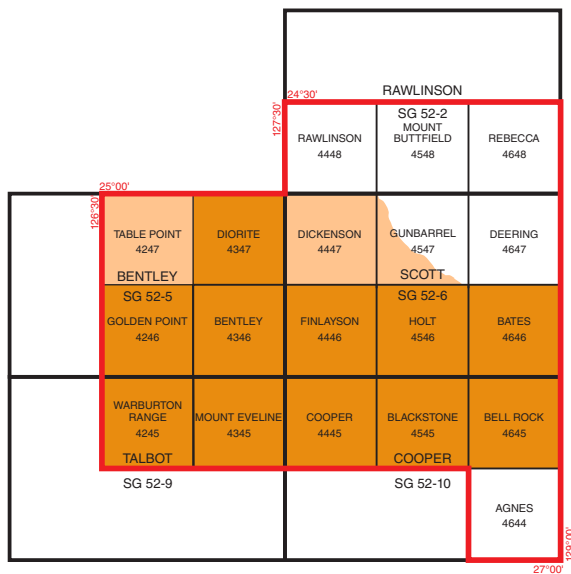 RAWLINSON
24°30'
127°30'
SG 52-2
RAWLINSON
4448
MOUNT
BUTTFIELD
4548
REBECCA
4648
25°00'
126°30'
TABLE POINT
4247
DIORITE
4347
DICKENSON
4447
GUNBARREL
4547
DEERING
4647
BENTLEY
SCOTT
SG 52-5
SG 52-6
GOLDEN POINT
4246
BENTLEY
4346
FINLAYSON
4446
HOLT
4546
BATES
4646
WARBURTON
RANGE
4245
MOUNT EVELINE
4345
COOPER
4445
BLACKSTONE
4545
BELL ROCK
4645
TALBOT
COOPER
SG 52-9
SG 52-10
AGNES
4644
129°00'
27°00'